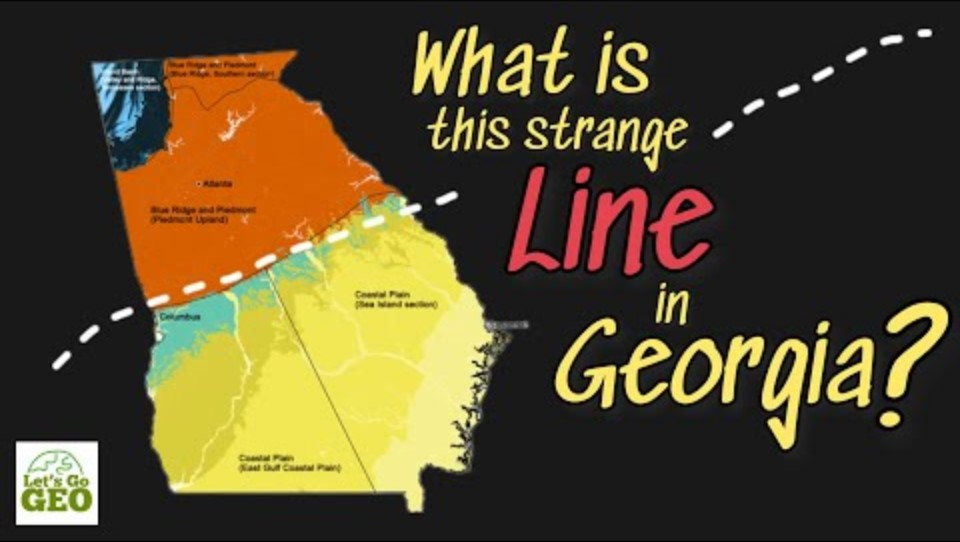 What is
this strange
Line
in
Georgia?
Blue Ridge and Piedmont
(Blue Ridge, Southern section)
Atlanta
Blue Ridge and Piedmont
(Piedmont Upland)
Columbus
Coastal Plain
(Sea Island section)
Coastal Plain
(East Gulf Coastal Plain)
Let's Go
GEO